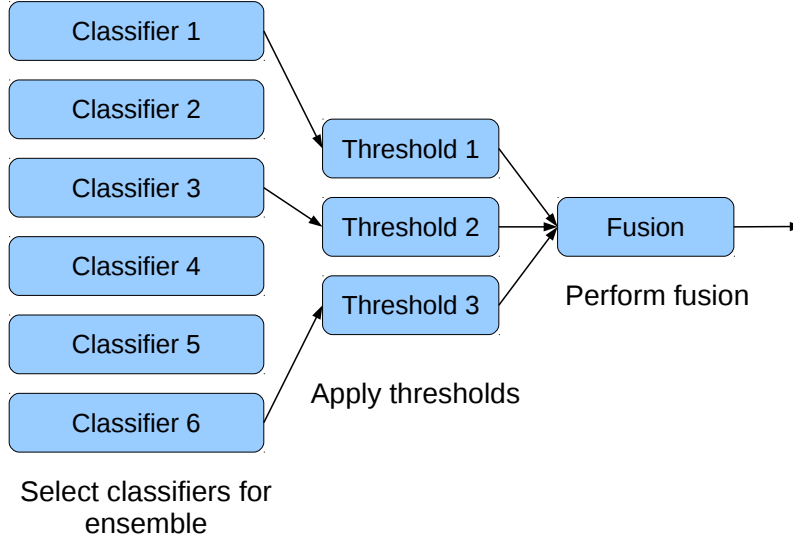 Classifier 1
Classifier 2
Classifier 3
Classifier 4
Classifier 5
Classifier 6
Select classifiers for
ensemble
Threshold 1
Threshold 2
Threshold 3
Apply thresholds
Fusion
Perform fusion